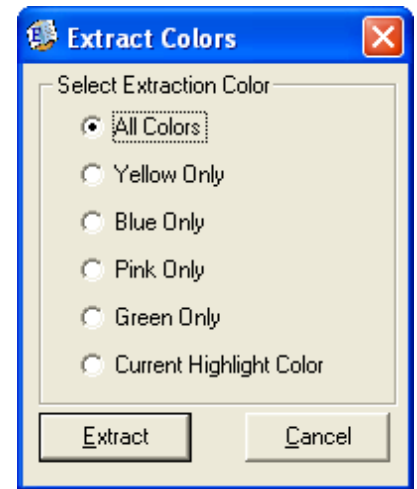 Extract Colors
Select Extraction Color
All Colors
Yellow Only
Blue Only
Pink Only
Green Only
Current Highlight Color
Extract Cancel